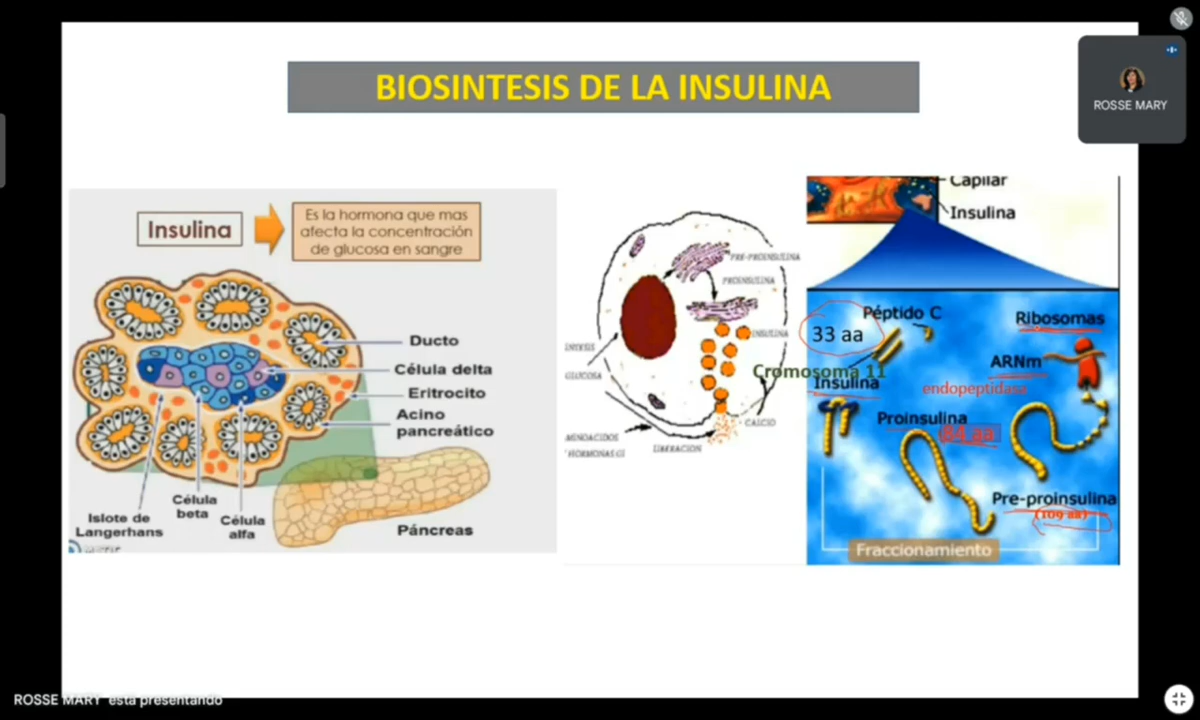 BIOSINTESIS DE LA INSULINA
ROSSE MARY
Insulina
Es la hormona que mas
afecta la concentración
de glucosa en sangre
Ducto
Célula delta
Eritrocito
Acino
pancreático
Célula
beta
Célula
alfa
Islote de
Langerhans
Páncreas
PRE-PROINSULINA
PROINSULINA
INSULINA
GLUCOSA
CALCIO
LIBERACION
HORMONAS GI
Capilar
Insulina
Péptido C
33 aa
Ribosomas
Cromosoma 11
ARNm
Insulina
endopeptidasa
Proinsulina
(84 aa
Pre-proinsulina
(109 aa)
Fraccionamiento
ROSSE MARY está presentando